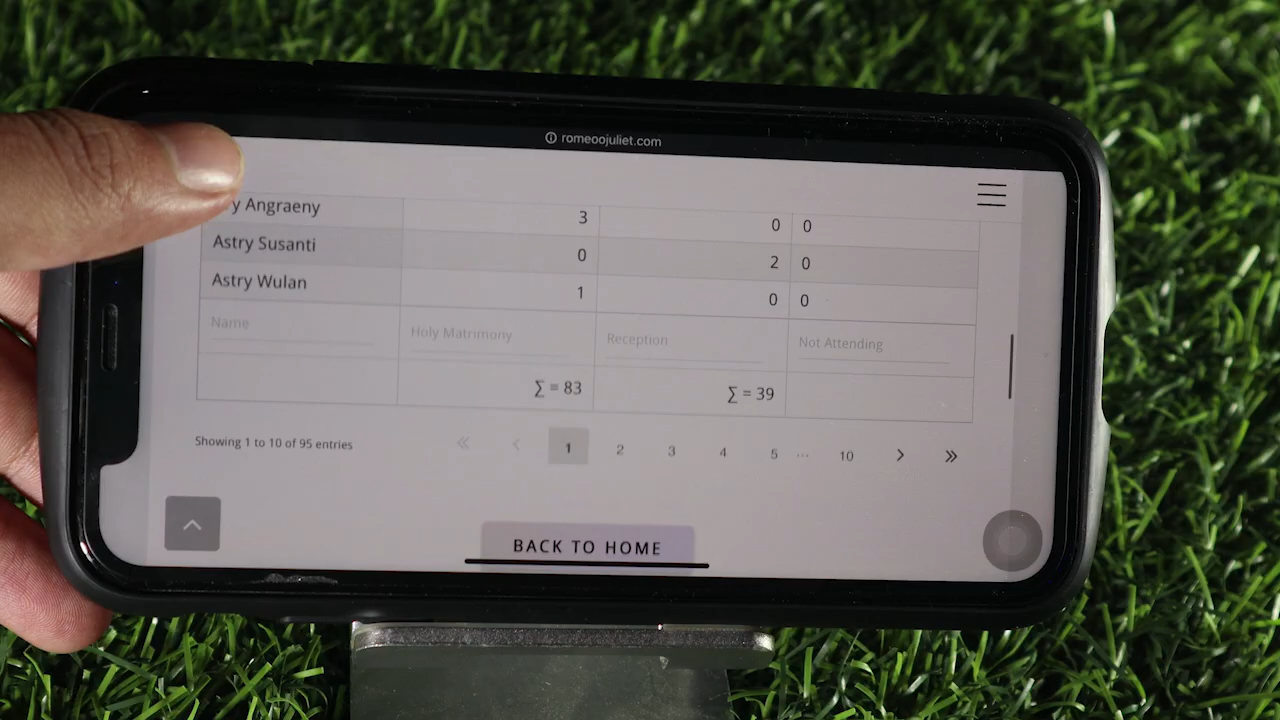 romeoojuliet.com
y Angraeny 3 0 0
Astry Susanti 0 2 0
Astry Wulan 1 0 0
Name Holy Matrimony Reception Not Attending
∑ = 83 ∑ = 39
Showing 1 to 10 of 95 entries « ‹ 1 2 3 4 5 ... 10 › »
BACK TO HOME